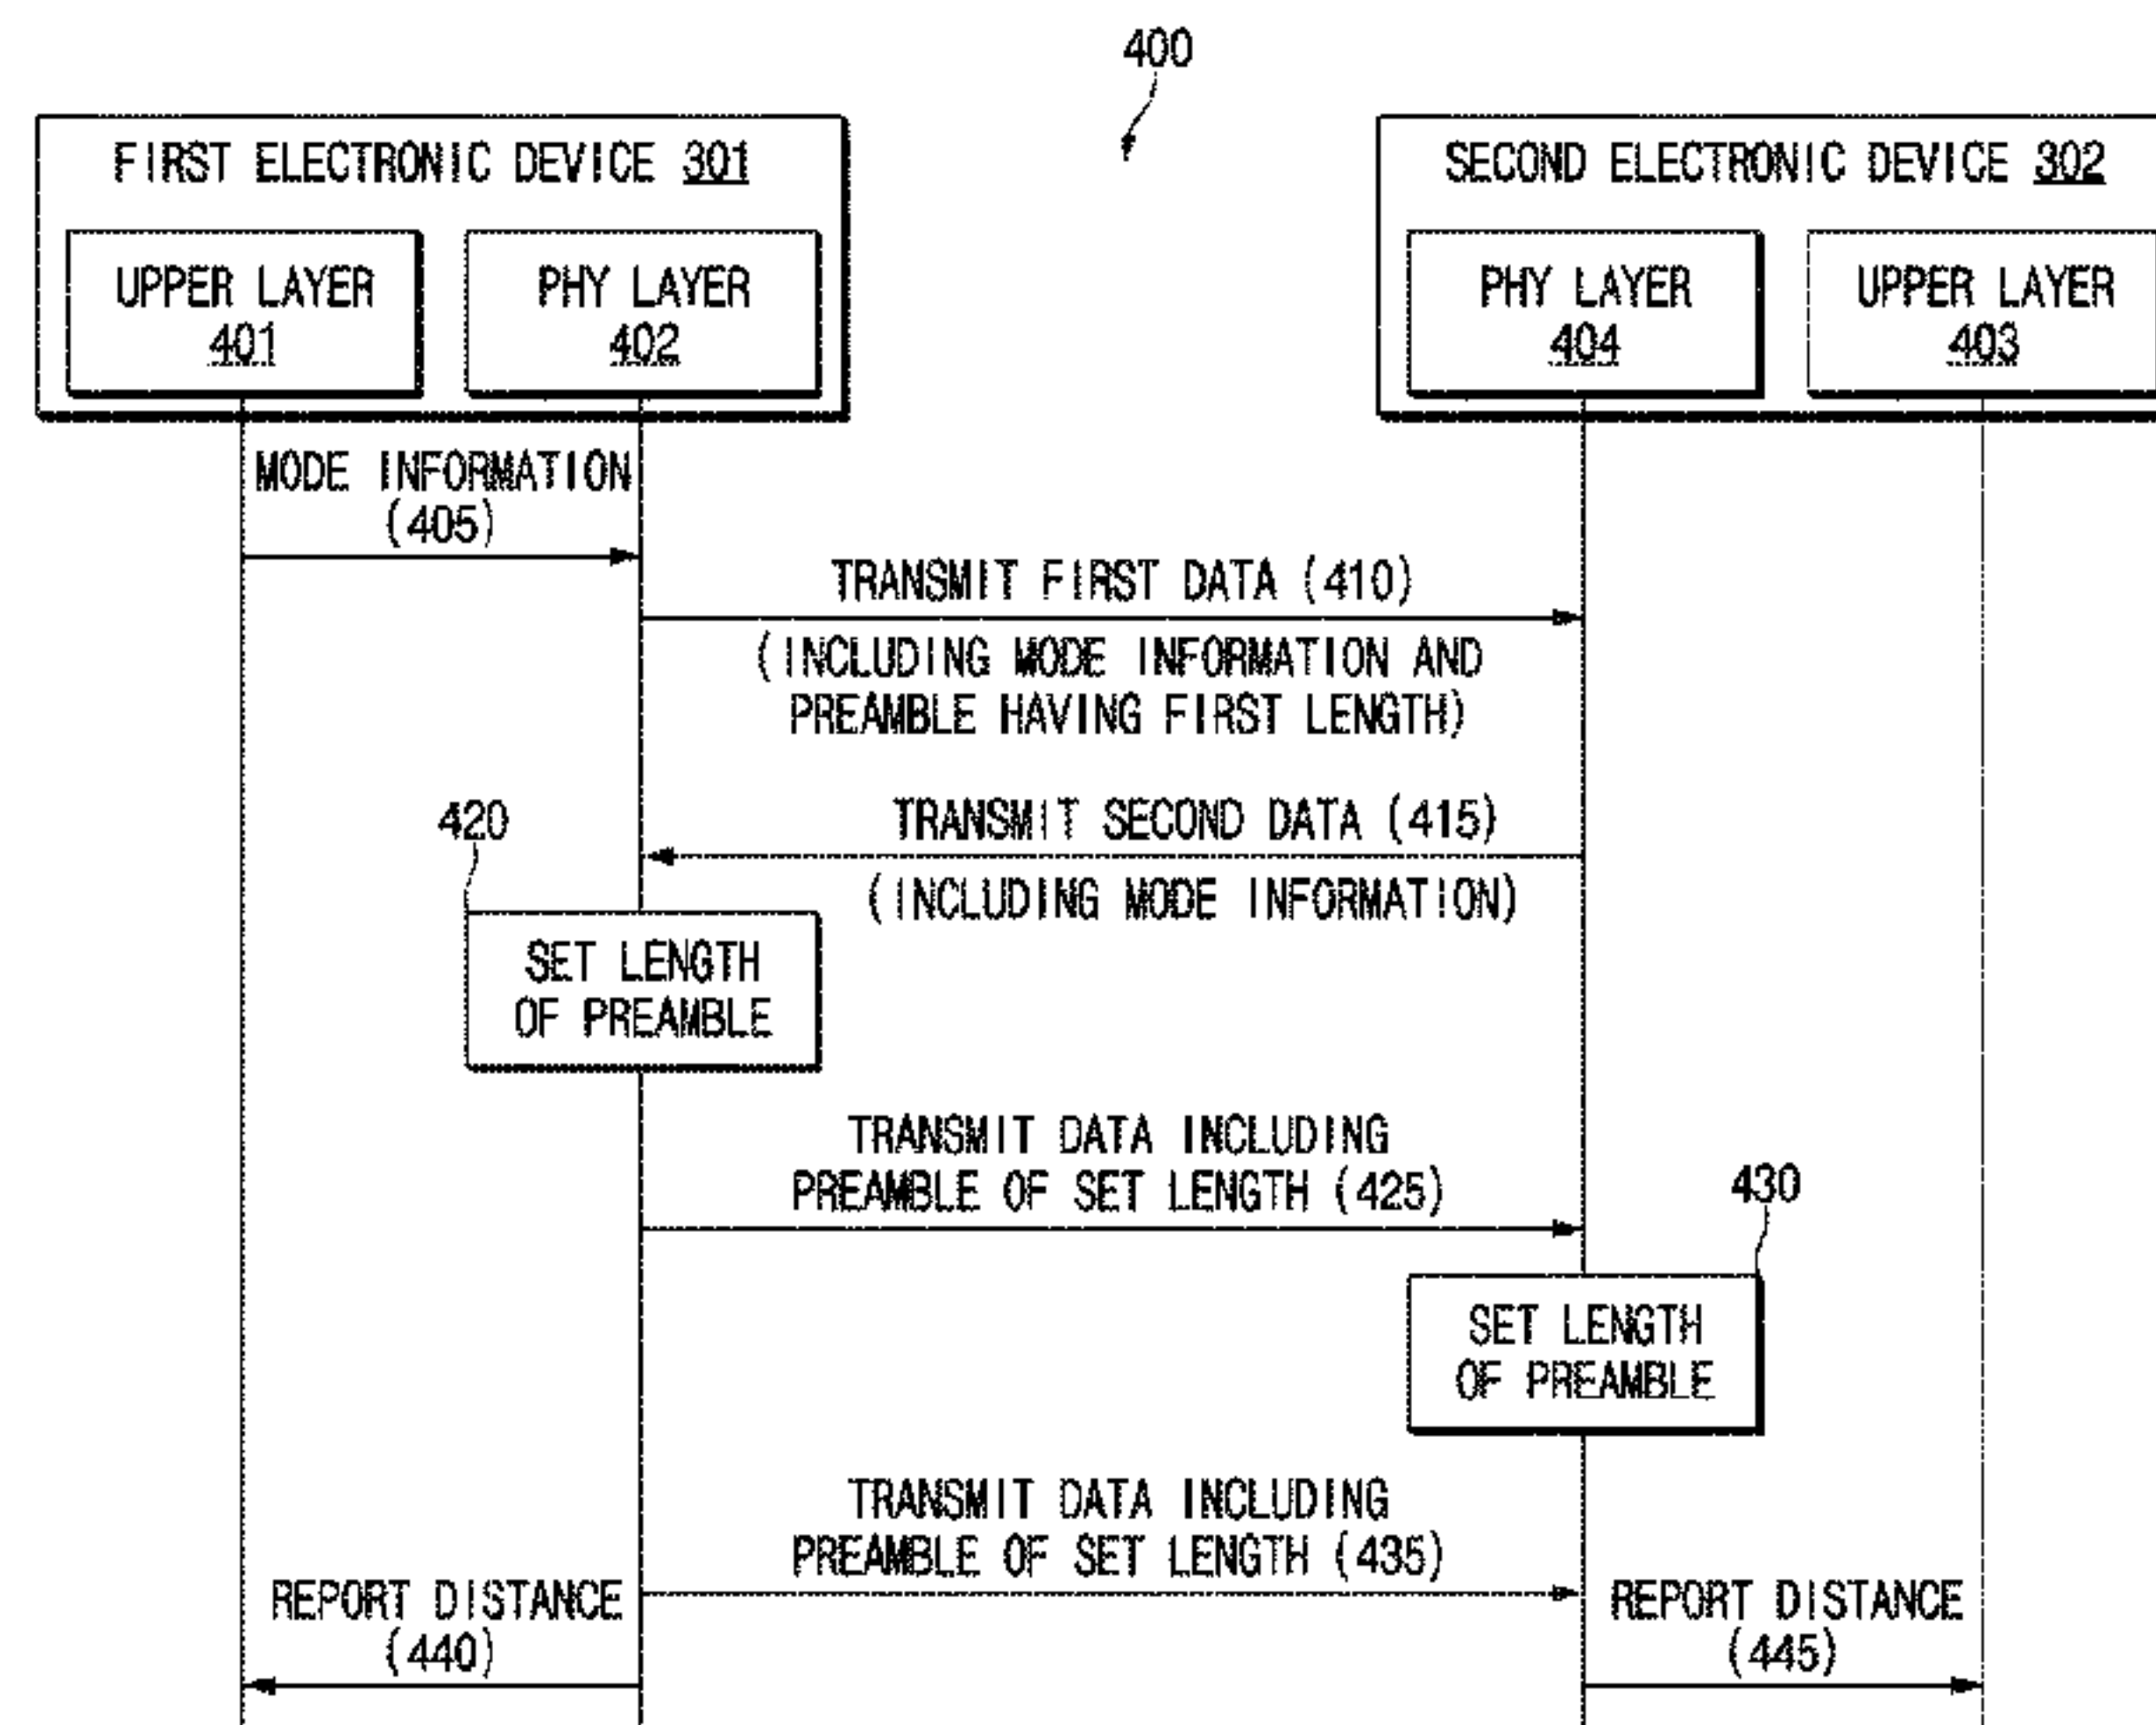 400
FIRST ELECTRONIC DEVICE 301
SECOND ELECTRONIC DEVICE 302
UPPER LAYER
401
PHY LAYER
402
PHY LAYER
404
UPPER LAYER
403
MODE INFORMATION
(405)
TRANSMIT FIRST DATA (410)
(INCLUDING MODE INFORMATION AND
PREAMBLE HAVING FIRST LENGTH)
TRANSMIT SECOND DATA (415)
(INCLUDING MODE INFORMATION)
420
SET LENGTH
OF PREAMBLE
TRANSMIT DATA INCLUDING
PREAMBLE OF SET LENGTH (425)
430
SET LENGTH
OF PREAMBLE
TRANSMIT DATA INCLUDING
PREAMBLE OF SET LENGTH (435)
REPORT DISTANCE
(440)
REPORT DISTANCE
(445)